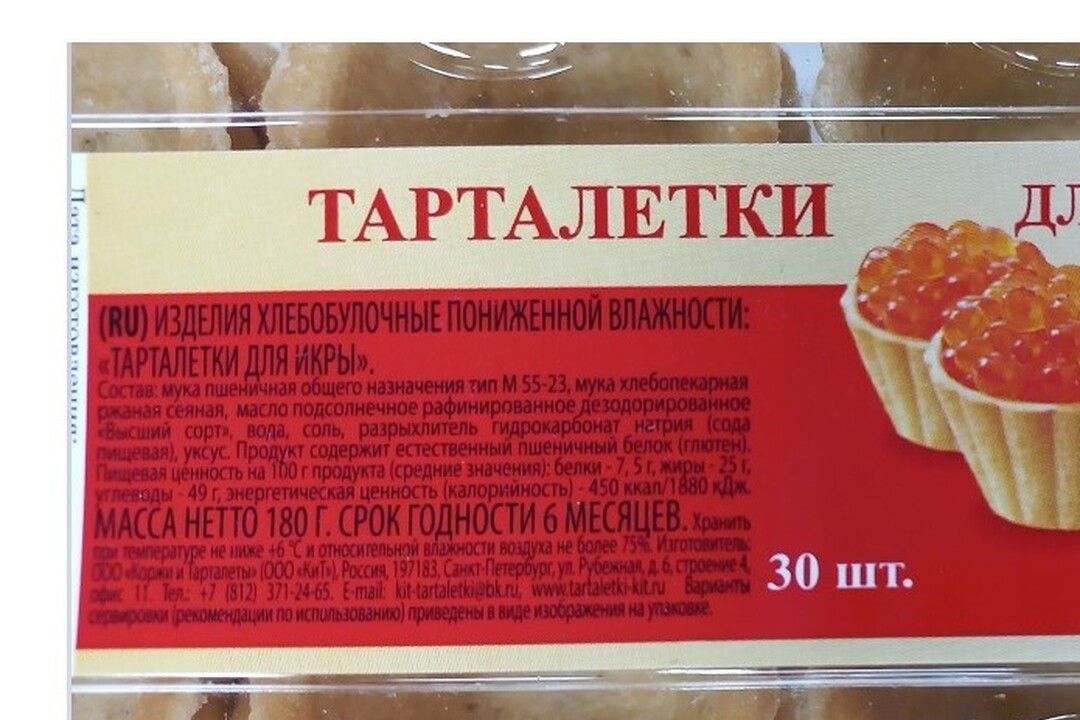 ТАРТАЛЕТКИ
ДЛ
Дата изготовления:
(RU) ИЗДЕЛИЯ ХЛЕБОБУЛОЧНЫЕ ПОНИЖЕННОЙ ВЛАЖНОСТИ:
«ТАРТАЛЕТКИ ДЛЯ ИКРЫ».
Состав: мука пшеничная общего назначения тип М 55-23, мука хлебопекарная
ржаная сеяная, масло подсолнечное рафинированное дезодорированное
«Высший сорт», вода, соль, разрыхлитель гидрокарбонат натрия (сода
пищевая), уксус. Продукт содержит естественный пшеничный белок (глютен).
Пищевая ценность на 100 г продукта (средние значения): белки - 7, 5 г, жиры - 25 г,
углеводы - 49 г, энергетическая ценность (калорийность) - 450 ккал/1880 кДж.
МАССА НЕТТО 180 Г. СРОК ГОДНОСТИ 6 МЕСЯЦЕВ. Хранить
при температуре не ниже +6 °С и относительной влажности воздуха не более 75%. Изготовитель:
ООО «Коржи и Тарталеты» (ООО «КиТ»), Россия, 197183, Санкт-Петербург, ул. Рубежная, д. 6, строение 4,
офис 11. Тел.: +7 (812) 371-24-65. E-mail: kit-tartaletki@bk.ru, www.tartaletki-kit.ru Варианты
сервировки (рекомендации по использованию) приведены в виде изображения на упаковке.
30 шт.